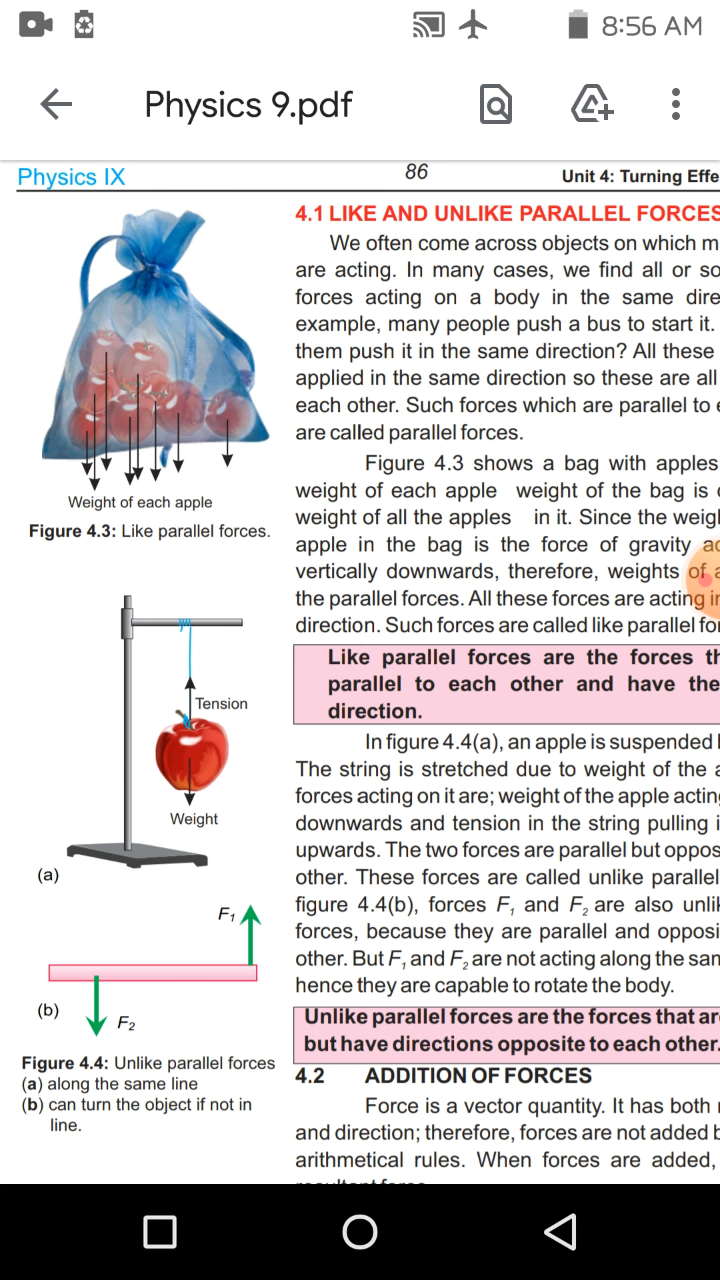 8:56 AM
Physics 9.pdf
Physics IX
86
Unit 4: Turning Effe
4.1 LIKE AND UNLIKE PARALLEL FORCES
We often come across objects on which m
are acting. In many cases, we find all or so
forces acting on a body in the same dire
example, many people push a bus to start it.
them push it in the same direction? All these
applied in the same direction so these are all
each other. Such forces which are parallel to e
are called parallel forces.
Figure 4.3 shows a bag with apples
weight of each apple weight of the bag is
weight of all the apples in it. Since the weigh
apple in the bag is the force of gravity ac
vertically downwards, therefore, weights of a
the parallel forces. All these forces are acting in
direction. Such forces are called like parallel for
Like parallel forces are the forces th
parallel to each other and have the
direction.
In figure 4.4(a), an apple is suspended
The string is stretched due to weight of the a
forces acting on it are; weight of the apple acting
downwards and tension in the string pulling i
upwards. The two forces are parallel but oppos
other. These forces are called unlike parallel
figure 4.4(b), forces F₁ and F₂ are also unlik
forces, because they are parallel and opposi
other. But F₁ and F₂ are not acting along the sam
hence they are capable to rotate the body.
Unlike parallel forces are the forces that ar
but have directions opposite to each other.
4.2 ADDITION OF FORCES
Force is a vector quantity. It has both
and direction; therefore, forces are not added b
arithmetical rules. When forces are added,
Weight of each apple
Figure 4.3: Like parallel forces.
Tension
Weight
(a)
F₁
(b)
F₂
Figure 4.4: Unlike parallel forces
(a) along the same line
(b) can turn the object if not in
line.